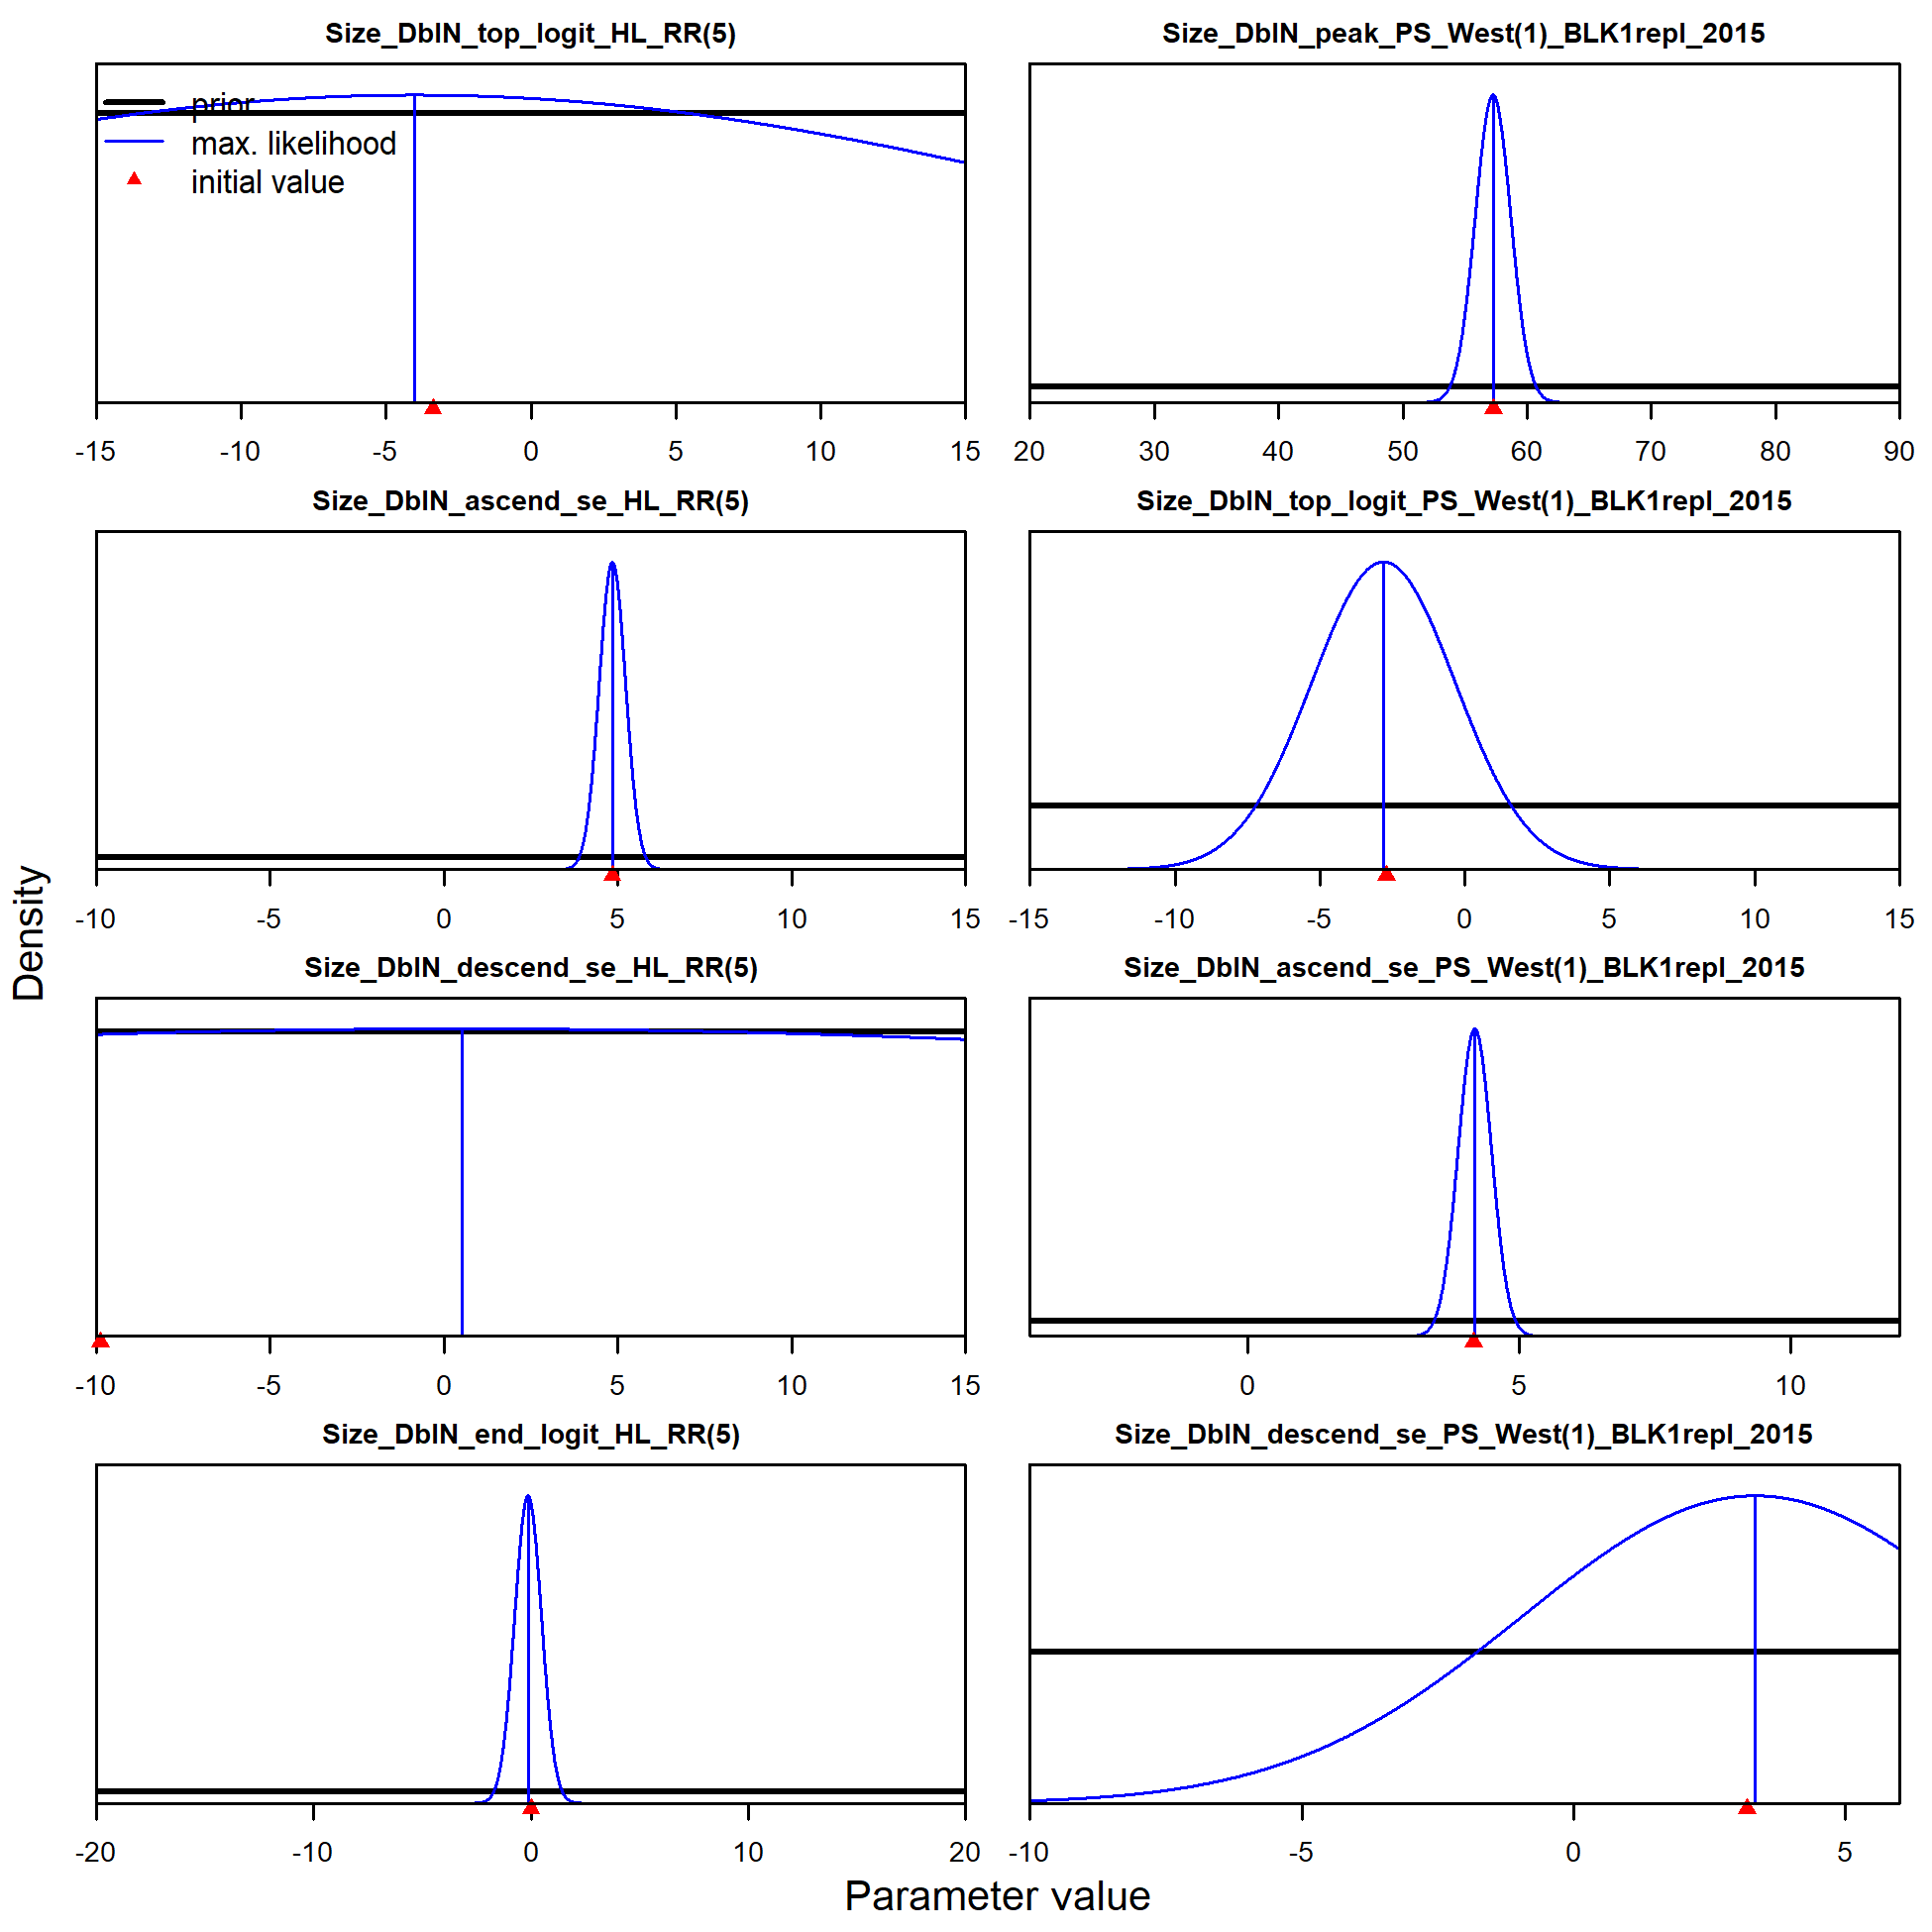 Size_DblN_top_logit_HL_RR(5)
prior
max. likelihood
initial value
-15 -10 -5 0 5 10 15
Size_DblN_peak_PS_West(1)_BLK1repl_2015
20 30 40 50 60 70 80 90
Size_DblN_ascend_se_HL_RR(5)
-10 -5 0 5 10 15
Size_DblN_top_logit_PS_West(1)_BLK1repl_2015
-15 -10 -5 0 5 10 15
Size_DblN_descend_se_HL_RR(5)
-10 -5 0 5 10 15
Size_DblN_ascend_se_PS_West(1)_BLK1repl_2015
0 5 10
Size_DblN_end_logit_HL_RR(5)
-20 -10 0 10 20
Size_DblN_descend_se_PS_West(1)_BLK1repl_2015
-10 -5 0 5
Density
Parameter value